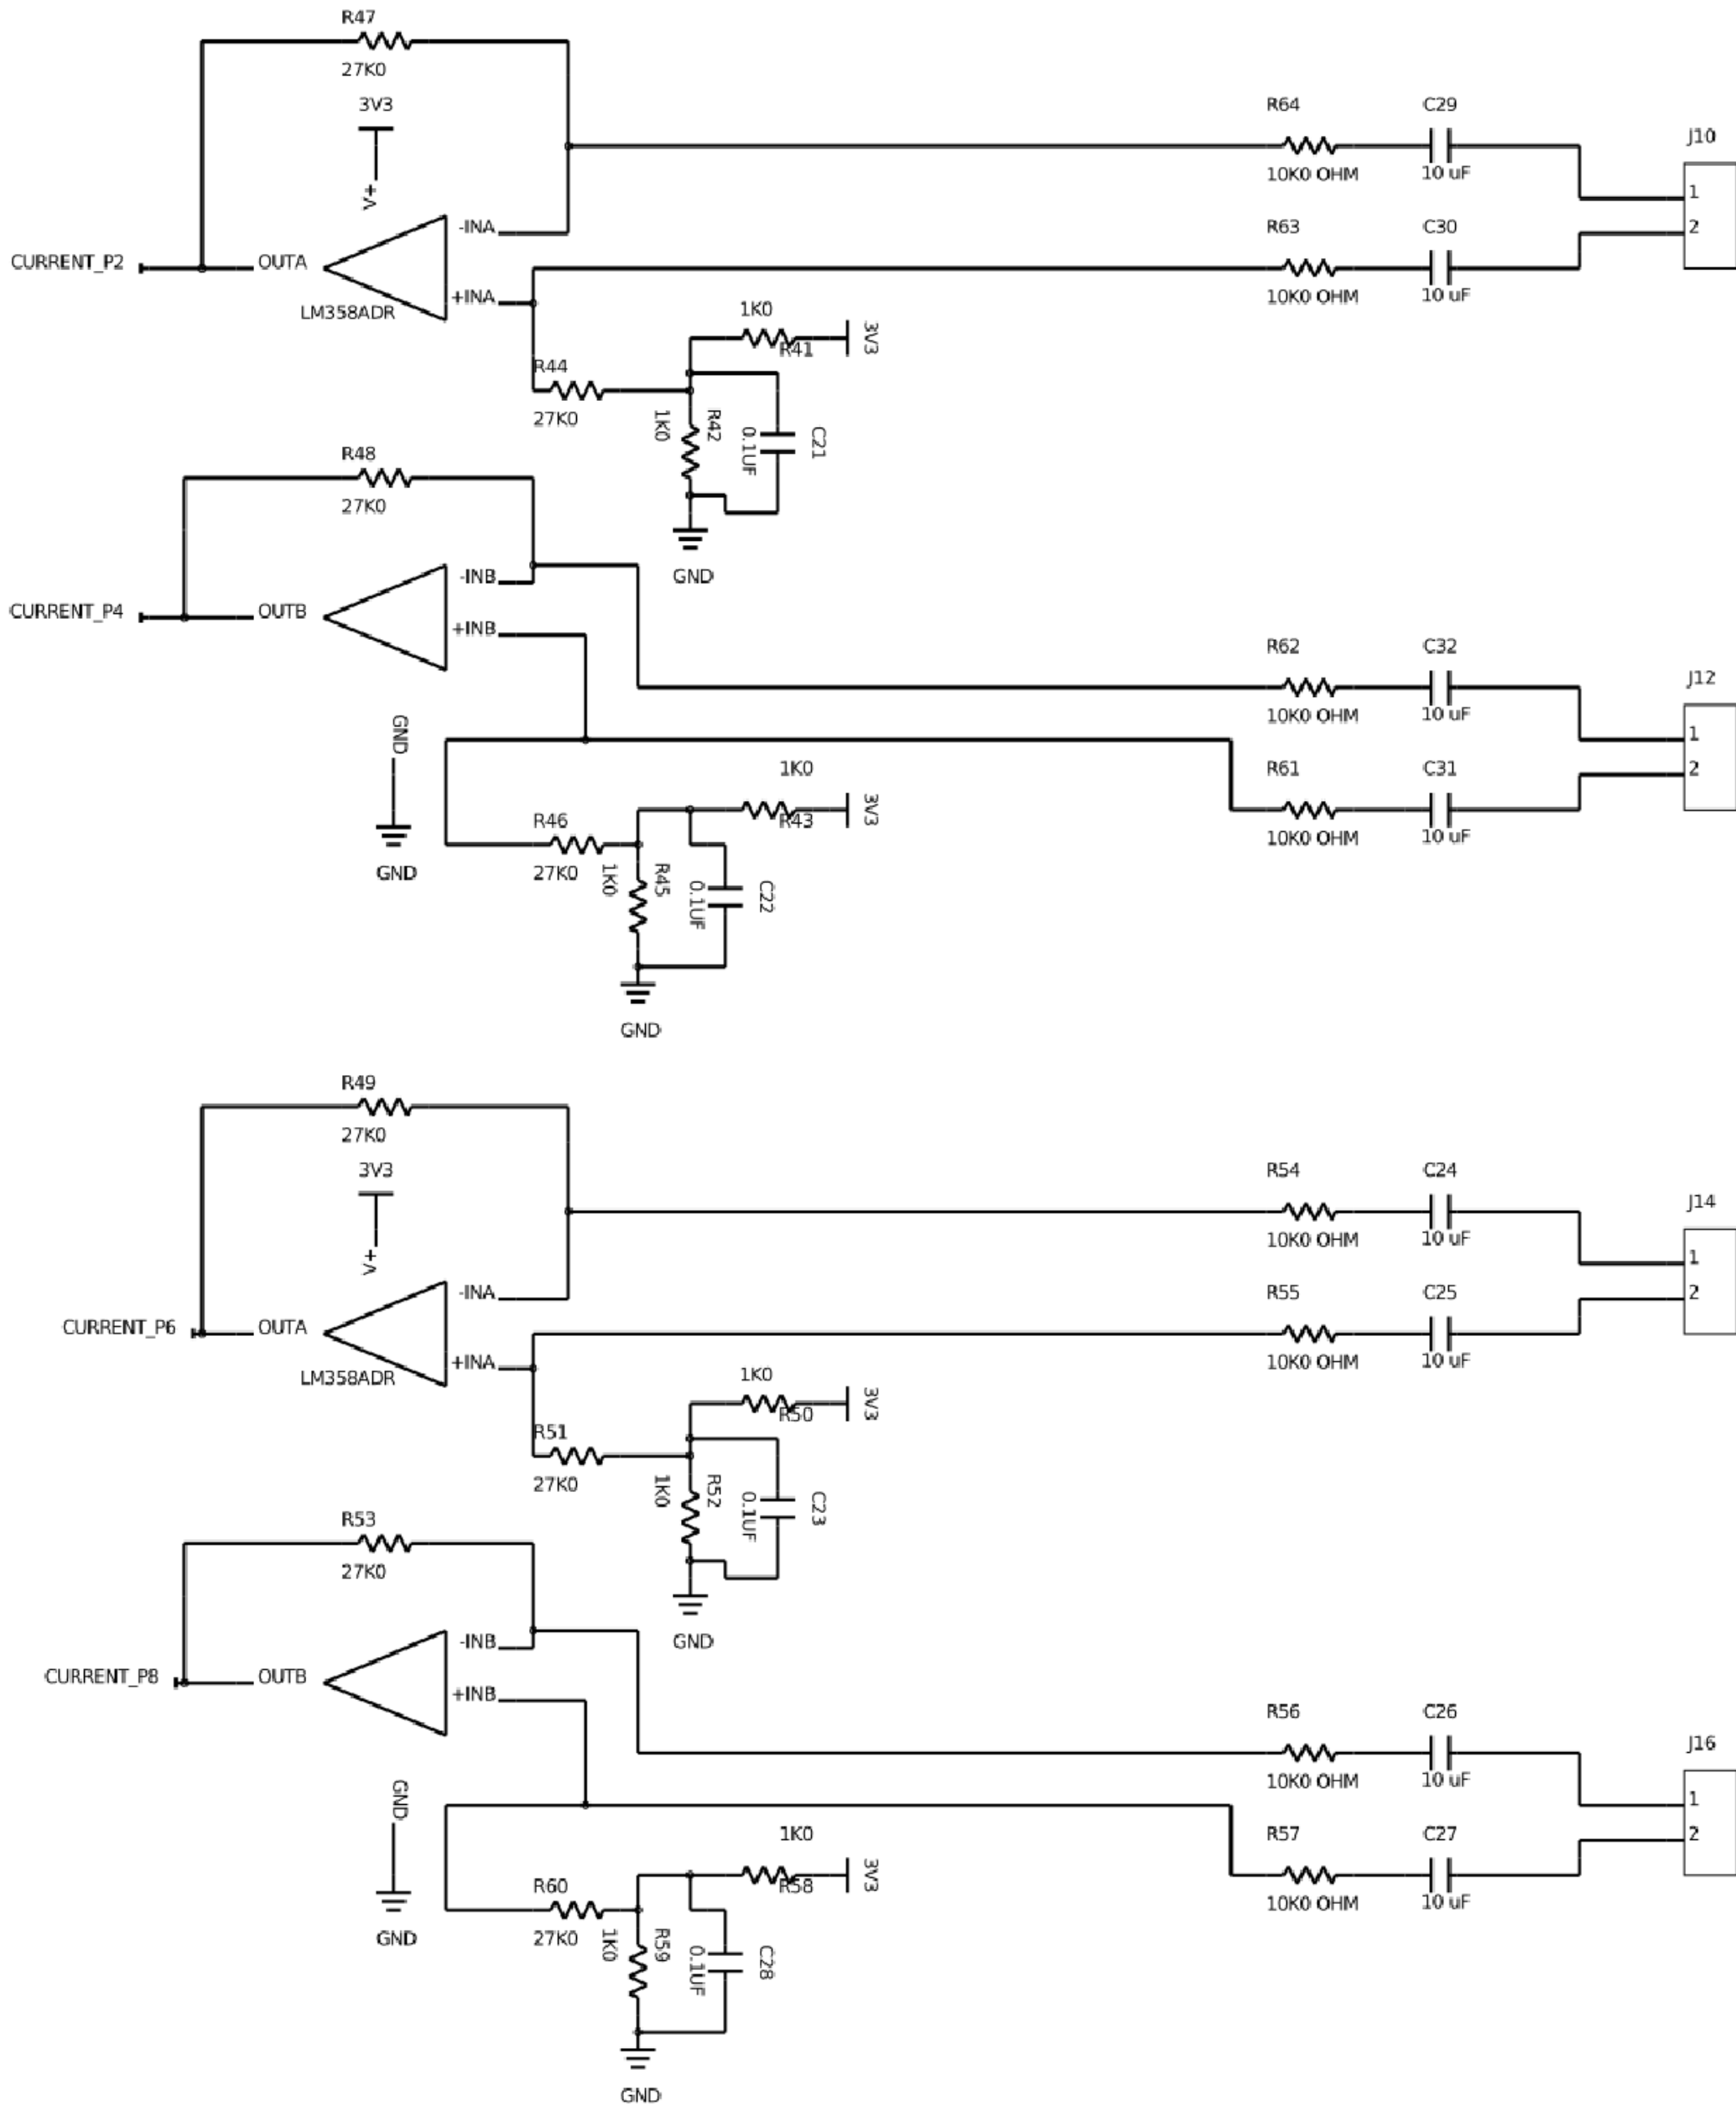 R47
27K0
3V3
V+
R64
C29
10K0 OHM
10 uF
J10
1
2
-INA
CURRENT_P2
OUTA
+INA
LM358ADR
R63
C30
10K0 OHM
10 uF
1K0
R41
3V3
R44
27K0
1K0
R42
0.1UF
C21
GND
R48
27K0
-INB
CURRENT_P4
OUTB
+INB
R62
C32
10K0 OHM
10 uF
J12
1
2
GND
GND
1K0
R43
3V3
R61
C31
10K0 OHM
10 uF
R46
27K0
1K0
R45
0.1UF
C22
GND
R49
27K0
3V3
V+
R54
C24
10K0 OHM
10 uF
J14
1
2
-INA
CURRENT_P6
OUTA
+INA
LM358ADR
R55
C25
10K0 OHM
10 uF
1K0
R50
3V3
R51
27K0
1K0
R52
0.1UF
C23
GND
R53
27K0
-INB
CURRENT_P8
OUTB
+INB
R56
C26
10K0 OHM
10 uF
J16
1
2
GND
GND
1K0
R58
3V3
R57
C27
10K0 OHM
10 uF
R60
27K0
1K0
R59
0.1UF
C28
GND